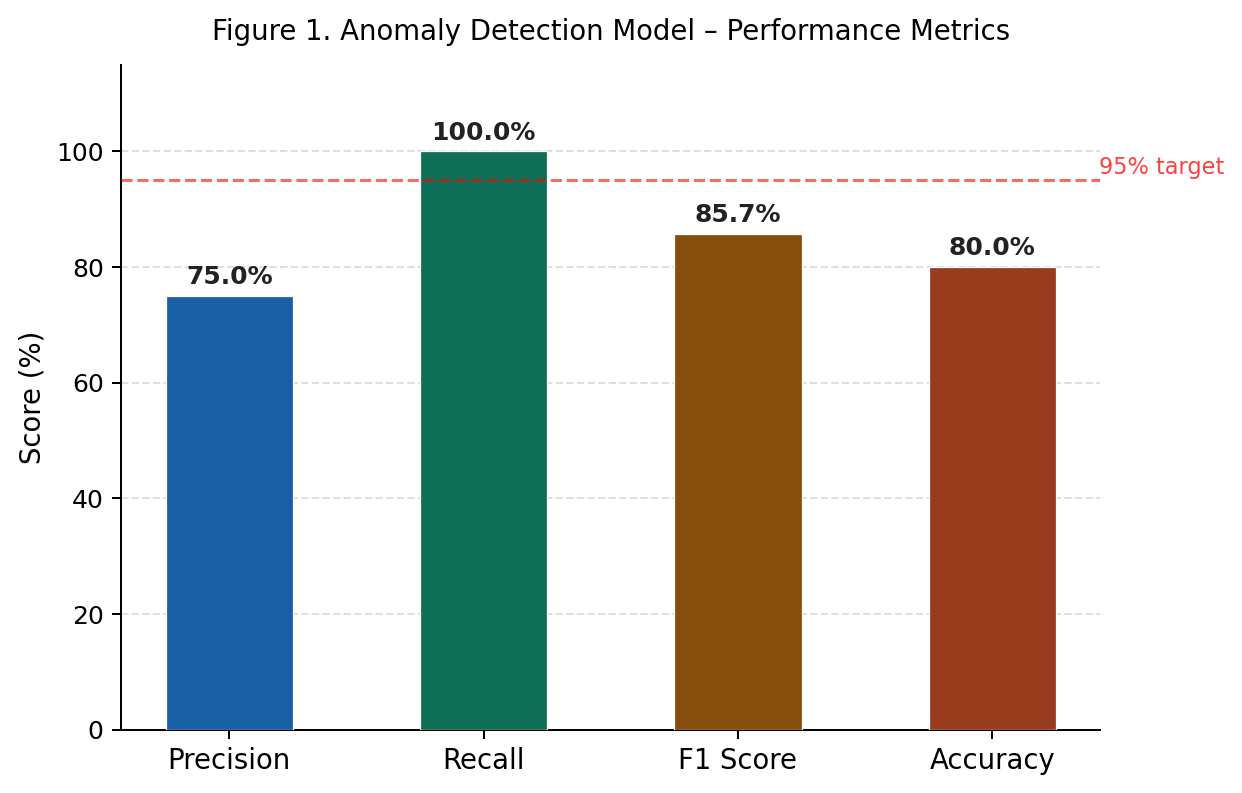 Figure 1. Anomaly Detection Model – Performance Metrics
100.0%
100
95% target
85.7%
80.0%
75.0%
80
60
Score (%)
40
20
0
Precision Recall F1 Score Accuracy